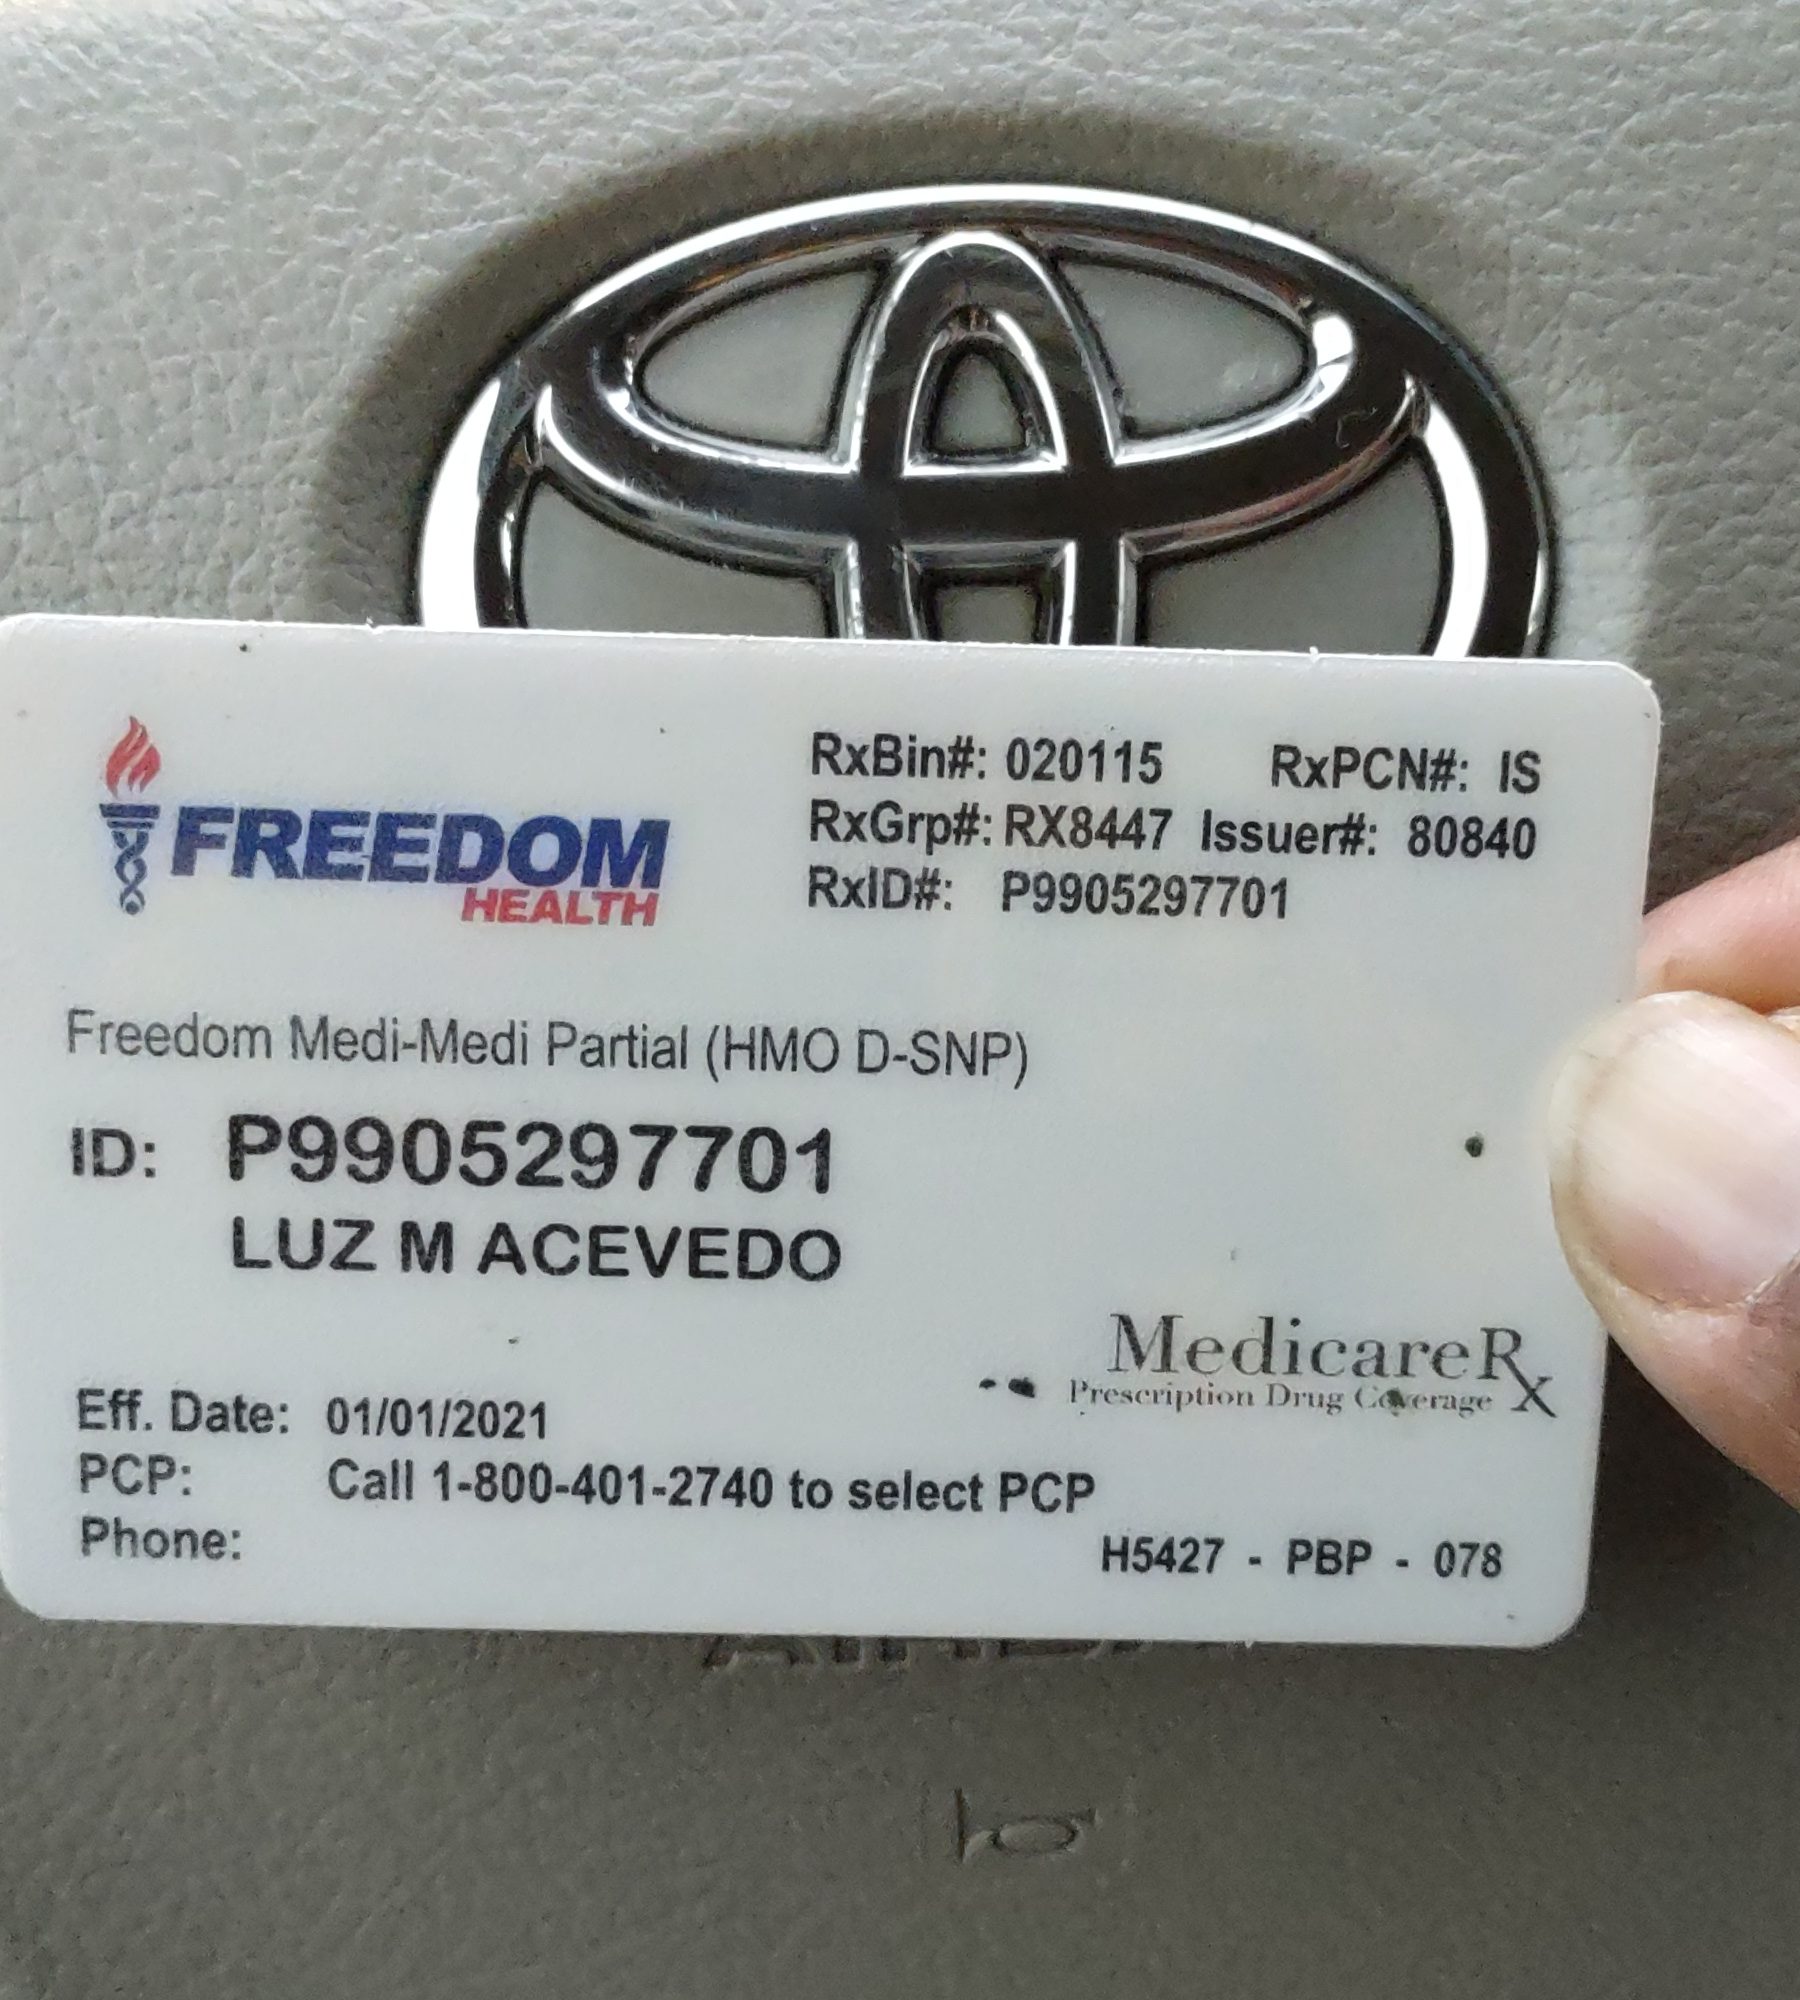 FREEDOM
HEALTH
RxBin#: 020115 RxPCN#: IS
RxGrp#: RX8447 Issuer#: 80840
RxID#: P9905297701
Freedom Medi-Medi Partial (HMO D-SNP)
ID: P9905297701
LUZ M ACEVEDO
MedicareRx
Prescription Drug Coverage
Eff. Date: 01/01/2021
PCP: Call 1-800-401-2740 to select PCP
Phone:
H5427 - PBP - 078